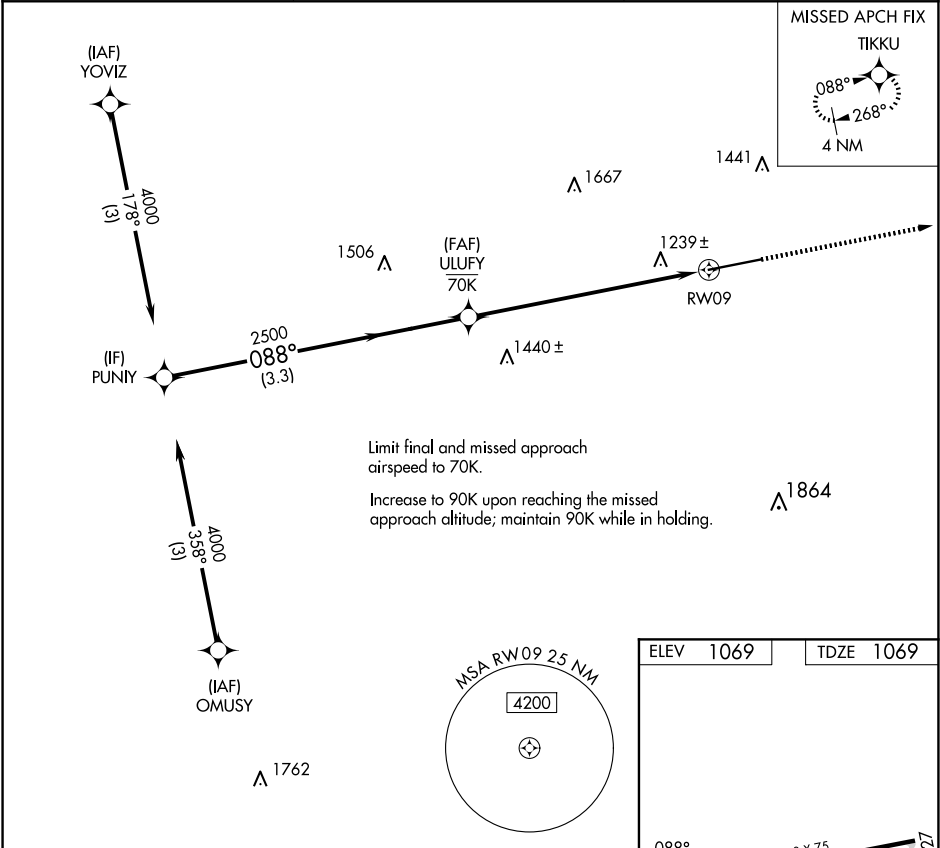 MISSED APCH FIX
TIKKU
088°
268°
4 NM
(IAF)
YOVIZ
4000
178°
(3)
1441
1667
1506
(FAF)
ULUFY
70K
1239 ±
RW09
2500
088°
(3.3)
(IF)
PUNIY
1440 ±
Limit final and missed approach
airspeed to 70K.
Increase to 90K upon reaching the missed
approach altitude; maintain 90K while in holding.
1864
4000
358°
(3)
(IAF)
OMUSY
MSA RW09 25 NM
4200
ELEV 1069
TDZE 1069
1762
088°
x 75
27